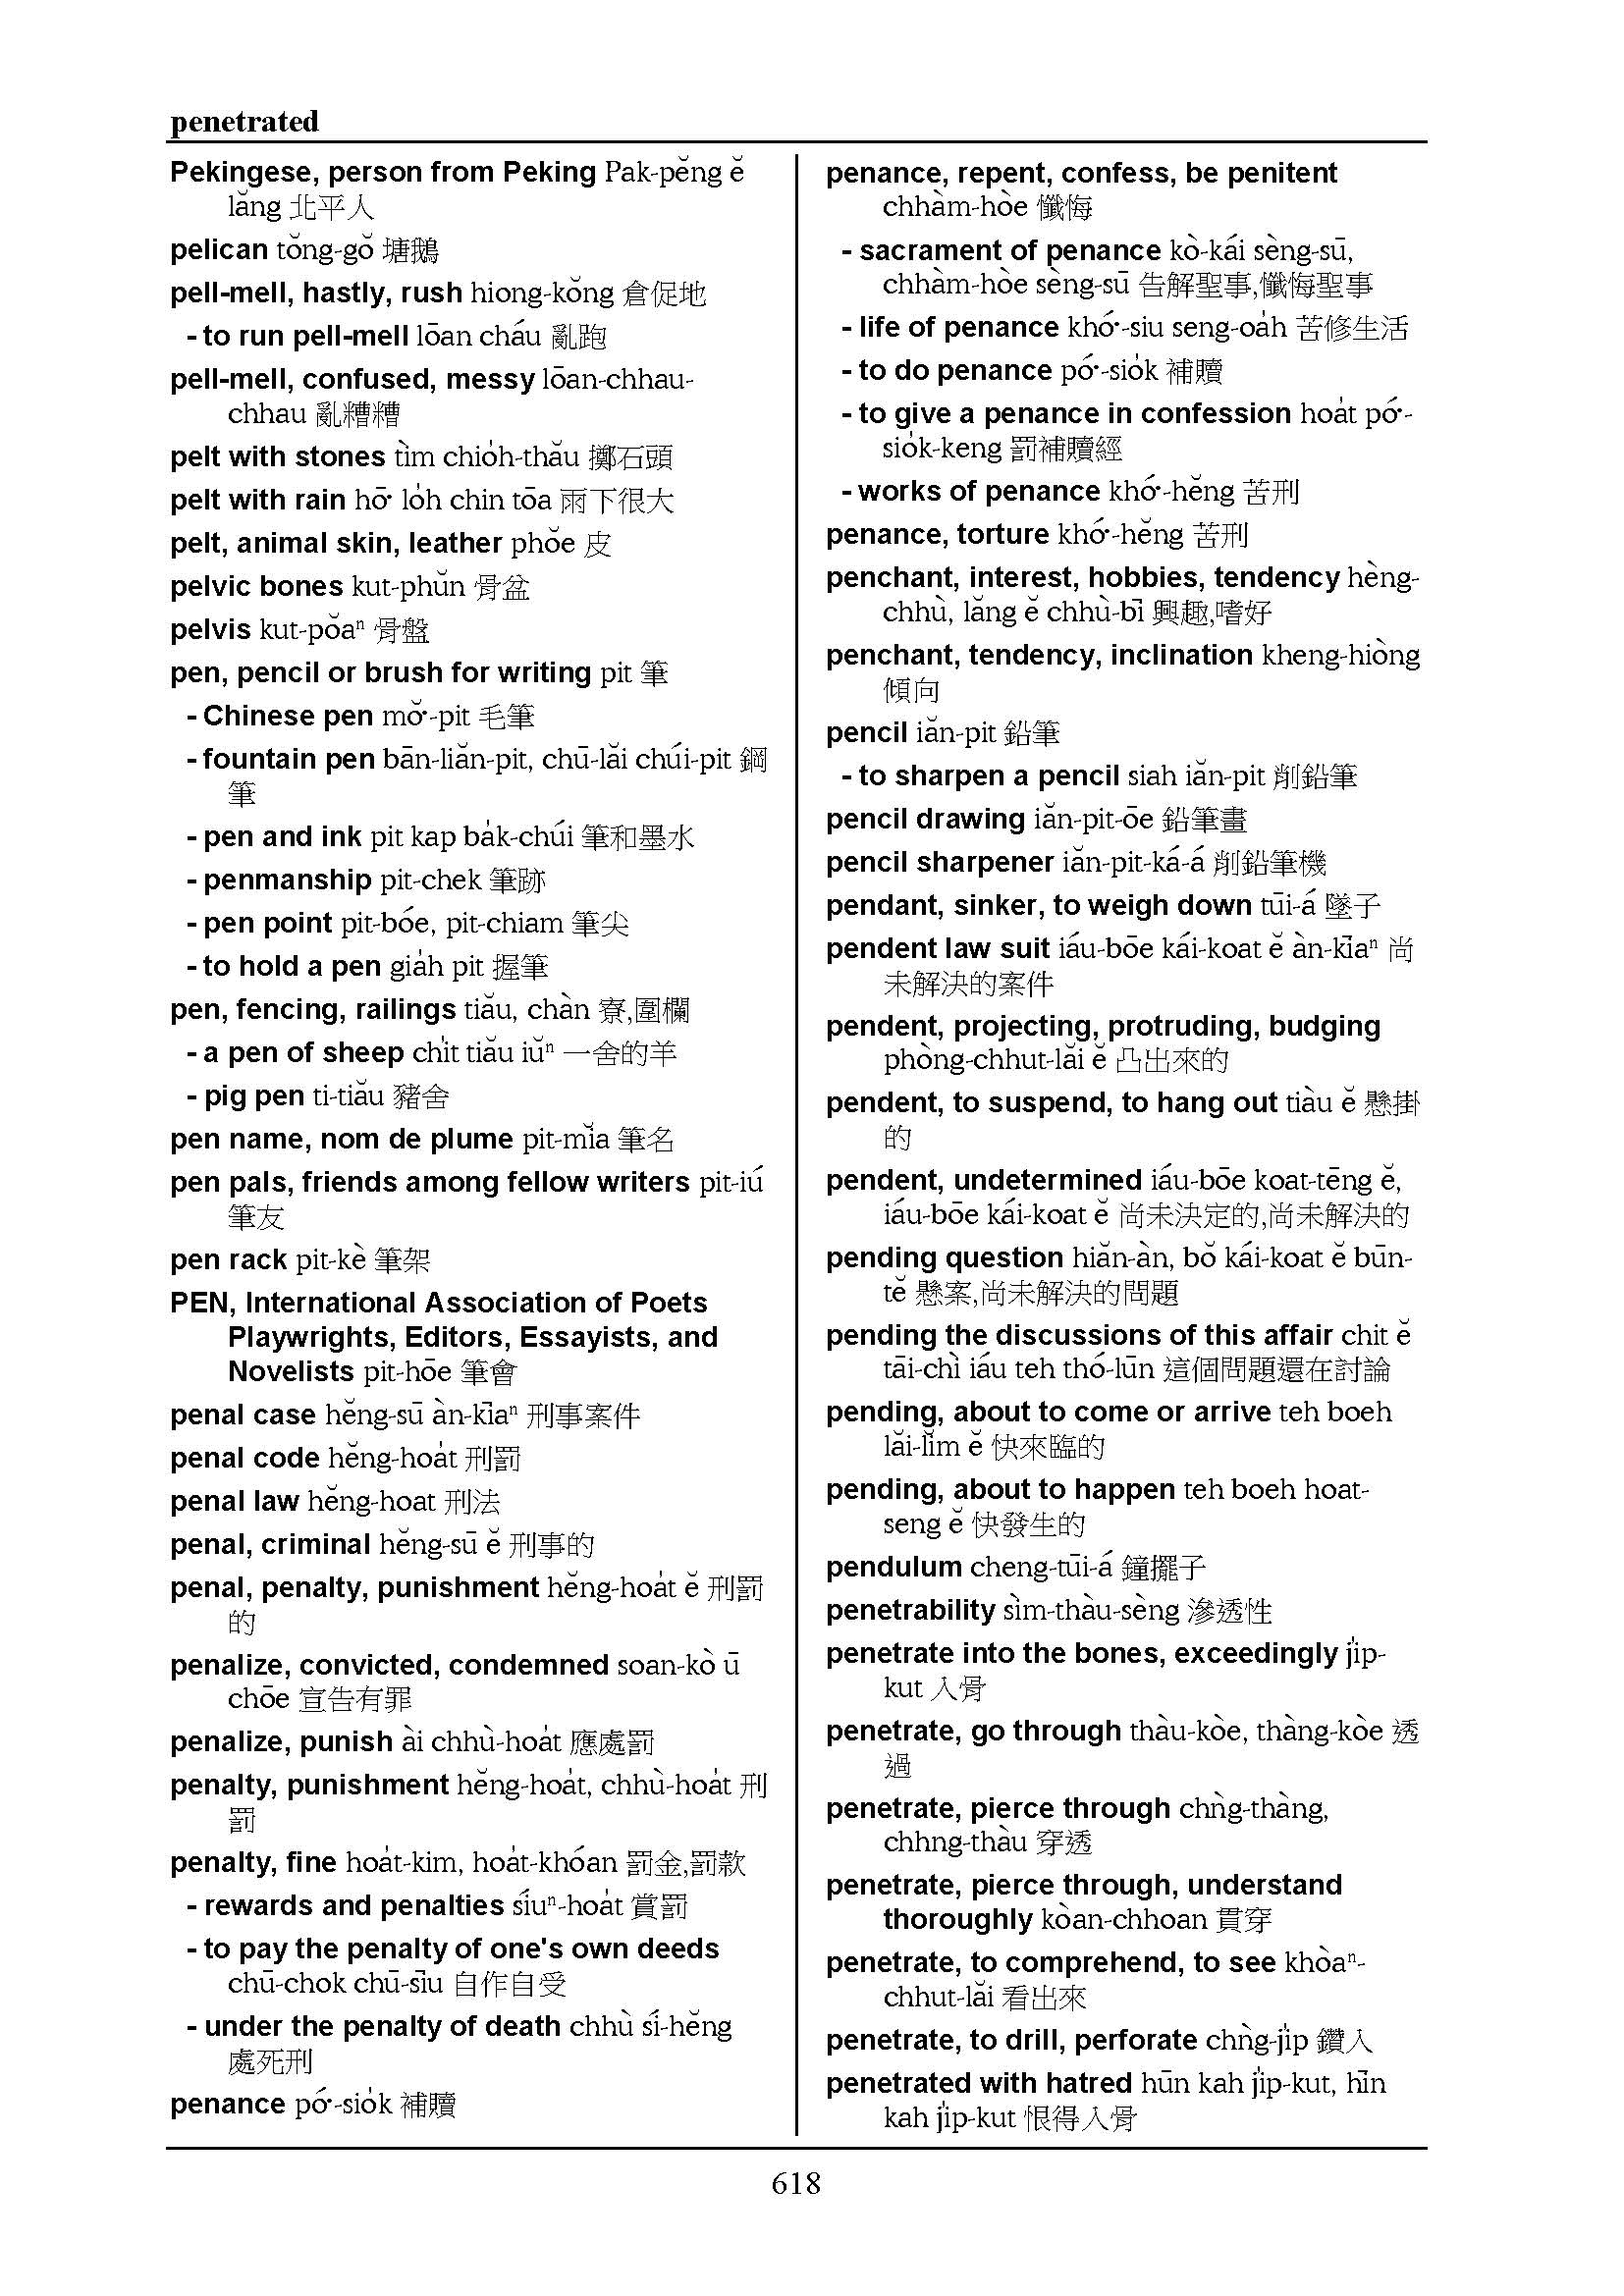 penetrated
Pekingese, person from Peking Pak-pĕng ĕ
lăng 北平人
pelican tŏng-gŏ 塘鵝
pell-mell, hastly, rush hiong-kŏng 倉促地
- to run pell-mell lōan cháu 亂跑
pell-mell, confused, messy lōan-chhau-
chhau 亂糟糟
pelt with stones tìm chio̍h-thău 擲石頭
pelt with rain hō͘ lo̍h chin tōa 雨下很大
pelt, animal skin, leather phŏe 皮
pelvic bones kut-phŭn 骨盆
pelvis kut-pŏaⁿ 骨盤
pen, pencil or brush for writing pit 筆
- Chinese pen mŏ͘-pit 毛筆
- fountain pen bān-liăn-pit, chū-lăi chúi-pit 鋼
筆
- pen and ink pit kap ba̍k-chúi 筆和墨水
- penmanship pit-chek 筆跡
- pen point pit-bóe, pit-chiam 筆尖
- to hold a pen gia̍h pit 握筆
pen, fencing, railings tiău, chàn 寮,圍欄
- a pen of sheep chi̍t tiău iŭⁿ 一舍的羊
- pig pen ti-tiău 豬舍
pen name, nom de plume pit-mĭa 筆名
pen pals, friends among fellow writers pit-iú
筆友
pen rack pit-kè 筆架
PEN, International Association of Poets
Playwrights, Editors, Essayists, and
Novelists pit-hōe 筆會
penal case hĕng-sū àn-kīaⁿ 刑事案件
penal code hĕng-hoa̍t 刑罰
penal law hĕng-hoat 刑法
penal, criminal hĕng-sū ĕ 刑事的
penal, penalty, punishment hĕng-hoa̍t ĕ 刑罰
的
penalize, convicted, condemned soan-kò ū
chōe 宣告有罪
penalize, punish ài chhù-hoa̍t 應處罰
penalty, punishment hĕng-hoa̍t, chhù-hoa̍t 刑
罰
penalty, fine hoa̍t-kim, hoa̍t-khóan 罰金,罰款
- rewards and penalties síuⁿ-hoa̍t 賞罰
- to pay the penalty of one's own deeds
chū-chok chū-sīu 自作自受
- under the penalty of death chhù sí-hĕng
處死刑
penance pó͘-sio̍k 補贖
penance, repent, confess, be penitent
chhàm-hòe 懺悔
- sacrament of penance kò-kái sèng-sū,
chhàm-hòe sèng-sū 告解聖事,懺悔聖事
- life of penance khó͘-siu seng-oa̍h 苦修生活
- to do penance pó͘-sio̍k 補贖
- to give a penance in confession hoa̍t pó͘-
sio̍k-keng 罰補贖經
- works of penance khó͘-hĕng 苦刑
penance, torture khó͘-hĕng 苦刑
penchant, interest, hobbies, tendency hèng-
chhù, lăng ĕ chhù-bī 興趣,嗜好
penchant, tendency, inclination kheng-hiòng
傾向
pencil iăn-pit 鉛筆
- to sharpen a pencil siah iăn-pit 削鉛筆
pencil drawing iăn-pit-ōe 鉛筆畫
pencil sharpener iăn-pit-ká-á 削鉛筆機
pendant, sinker, to weigh down tūi-á 墜子
pendent law suit iáu-bōe kái-koat ĕ àn-kīaⁿ 尚
未解決的案件
pendent, projecting, protruding, budging
phòng-chhut-lăi ĕ 凸出來的
pendent, to suspend, to hang out tiàu ĕ 懸掛
的
pendent, undetermined iáu-bōe koat-tēng ĕ,
iáu-bōe kái-koat ĕ 尚未決定的,尚未解決的
pending question hiăn-àn, bŏ kái-koat ĕ būn-
tĕ 懸案,尚未解決的問題
pending the discussions of this affair chit ĕ
tāi-chì iáu teh thó-lūn 這個問題還在討論
pending, about to come or arrive teh boeh
lăi-lĭm ĕ 快來臨的
pending, about to happen teh boeh hoat-
seng ĕ 快發生的
pendulum cheng-tūi-á 鐘擺子
penetrability sìm-thàu-sèng 滲透性
penetrate into the bones, exceedingly ji̍p-
kut 入骨
penetrate, go through thàu-kòe, thàng-kòe 透
過
penetrate, pierce through chǹg-thàng,
chhng-thàu 穿透
penetrate, pierce through, understand
thoroughly kòan-chhoan 貫穿
penetrate, to comprehend, to see khòaⁿ-
chhut-lăi 看出來
penetrate, to drill, perforate chǹg-ji̍p 鑽入
penetrated with hatred hūn kah ji̍p-kut, hīn
kah ji̍p-kut 恨得入骨
618